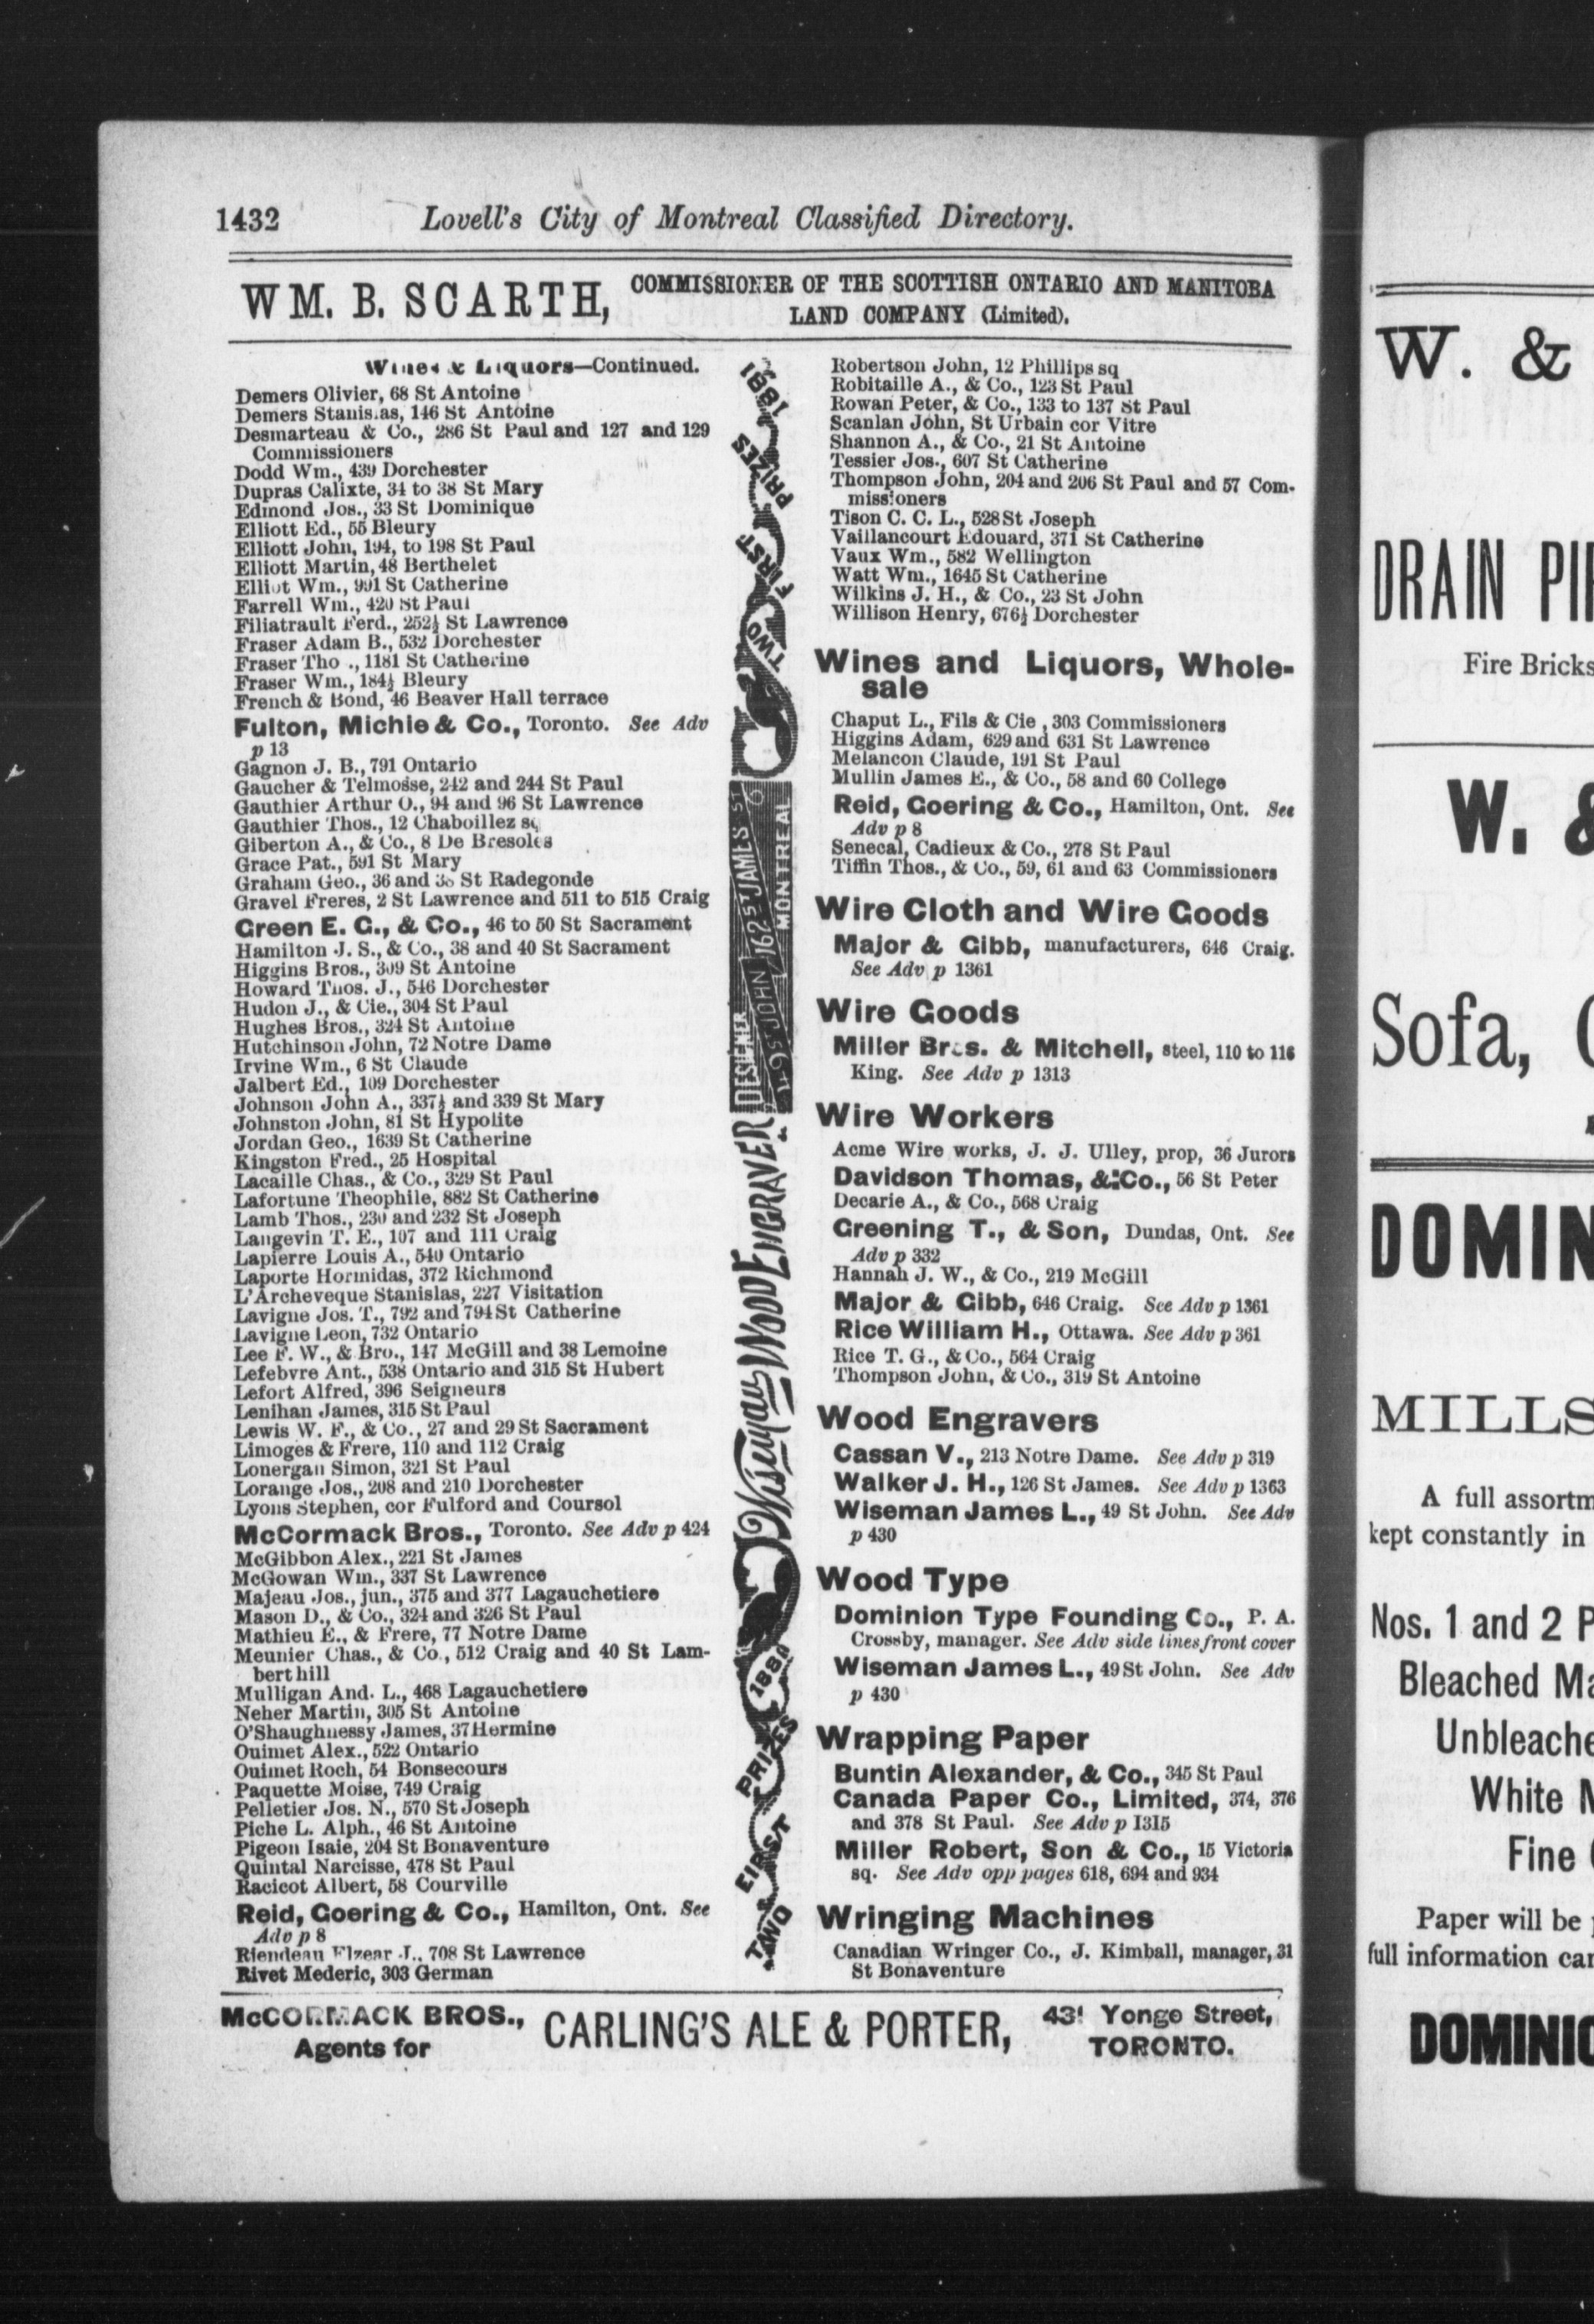 1432 Lovell's City of Montreal Classified Directory.
WM. B. SCARTH, COMMISSIONER OF THE SCOTTISH ONTARIO AND MANITOBA
LAND COMPANY (Limited).
Wines & Liquors—Continued.
Demers Olivier, 68 St Antoine
Demers Stanislas, 146 St Antoine
Desmarteau & Co., 286 St Paul and 127 and 129
Commissioners
Dodd Wm., 439 Dorchester
Dupras Calixte, 34 to 38 St Mary
Edmond Jos., 33 St Dominique
Elliott Ed., 55 Bleury
Elliott John, 194, to 198 St Paul
Elliott Martin, 48 Berthelet
Elliot Wm., 991 St Catherine
Farrell Wm., 420 St Paul
Filiatrault Ferd., 252½ St Lawrence
Fraser Adam B., 532 Dorchester
Fraser Tho ., 1181 St Catherine
Fraser Wm., 184½ Bleury
French & Bond, 46 Beaver Hall terrace
Fulton, Michie & Co., Toronto. See Adv
p 13
Gagnon J. B., 791 Ontario
Gaucher & Telmosse, 242 and 244 St Paul
Gauthier Arthur O., 94 and 96 St Lawrence
Gauthier Thos., 12 Chaboillez sq
Giberton A., & Co., 8 De Bresoles
Grace Pat., 591 St Mary
Graham Geo., 36 and 38 St Radegonde
Gravel Freres, 2 St Lawrence and 511 to 515 Craig
Green E. G., & Co., 46 to 50 St Sacrament
Hamilton J. S., & Co., 38 and 40 St Sacrament
Higgins Bros., 309 St Antoine
Howard Thos. J., 546 Dorchester
Hudon J., & Cie., 304 St Paul
Hughes Bros., 324 St Antoine
Hutchinson John, 72 Notre Dame
Irvine Wm., 6 St Claude
Jalbert Ed., 109 Dorchester
Johnson John A., 337½ and 339 St Mary
Johnston John, 81 St Hypolite
Jordan Geo., 1639 St Catherine
Kingston Fred., 25 Hospital
Lacaille Chas., & Co., 329 St Paul
Lafortune Theophile, 882 St Catherine
Lamb Thos., 230 and 232 St Joseph
Langevin T. E., 107 and 111 Craig
Lapierre Louis A., 540 Ontario
Laporte Hormidas, 372 Richmond
L'Archeveque Stanislas, 227 Visitation
Lavigne Jos. T., 792 and 794 St Catherine
Lavigne Leon, 732 Ontario
Lee F. W., & Bro., 147 McGill and 38 Lemoine
Lefebvre Ant., 538 Ontario and 315 St Hubert
Lefort Alfred, 396 Seigneurs
Lenihan James, 315 St Paul
Lewis W. F., & Co., 27 and 29 St Sacrament
Limoges & Frere, 110 and 112 Craig
Lonergan Simon, 321 St Paul
Lorange Jos., 208 and 210 Dorchester
Lyons Stephen, cor Fulford and Coursol
McCormack Bros., Toronto. See Adv p 424
McGibbon Alex., 221 St James
McGowan Wm., 337 St Lawrence
Majeau Jos., jun., 375 and 377 Lagauchetiere
Mason D., & Co., 324 and 326 St Paul
Mathieu E., & Frere, 77 Notre Dame
Meunier Chas., & Co., 512 Craig and 40 St Lam-
bert hill
Mulligan And. L., 468 Lagauchetiere
Neher Martin, 305 St Antoine
O'Shaughnessy James, 37 Hermine
Ouimet Alex., 522 Ontario
Ouimet Roch, 54 Bonsecours
Paquette Moise, 749 Craig
Pelletier Jos. N., 570 St Joseph
Piche L. Alph., 46 St Antoine
Pigeon Isaie, 204 St Bonaventure
Quintal Narcisse, 478 St Paul
Racicot Albert, 58 Courville
Reid, Goering & Co., Hamilton, Ont. See
Adv p 8
Riendeau Elzear J., 708 St Lawrence
Rivet Mederic, 303 German
TWO FIRST PRIZES 1881
DESIGNER 49 ST JOHN 162 ST JAMES ST MONTREAL
Wiseman WOOD ENGRAVER
TWO FIRST PRIZES 1880
Robertson John, 12 Phillips sq
Robitaille A., & Co., 123 St Paul
Rowan Peter, & Co., 133 to 137 St Paul
Scanlan John, St Urbain cor Vitre
Shannon A., & Co., 21 St Antoine
Tessier Jos., 607 St Catherine
Thompson John, 204 and 206 St Paul and 57 Com-
missioners
Tison C. C. L., 528 St Joseph
Vaillancourt Edouard, 371 St Catherine
Vaux Wm., 582 Wellington
Watt Wm., 1645 St Catherine
Wilkins J. H., & Co., 23 St John
Willison Henry, 676½ Dorchester
Wines and Liquors, Whole-
sale
Chaput L., Fils & Cie , 303 Commissioners
Higgins Adam, 629 and 631 St Lawrence
Melancon Claude, 191 St Paul
Mullin James E., & Co., 58 and 60 College
Reid, Goering & Co., Hamilton, Ont. See
Adv p 8
Senecal, Cadieux & Co., 278 St Paul
Tiffin Thos., & Co., 59, 61 and 63 Commissioners
Wire Cloth and Wire Goods
Major & Gibb, manufacturers, 646 Craig.
See Adv p 1361
Wire Goods
Miller Bros. & Mitchell, steel, 110 to 116
King. See Adv p 1313
Wire Workers
Acme Wire works, J. J. Ulley, prop, 36 Jurors
Davidson Thomas, & Co., 56 St Peter
Decarie A., & Co., 568 Craig
Greening T., & Son, Dundas, Ont. See
Adv p 332
Hannah J. W., & Co., 219 McGill
Major & Gibb, 646 Craig. See Adv p 1361
Rice William H., Ottawa. See Adv p 361
Rice T. G., & Co., 564 Craig
Thompson John, & Co., 319 St Antoine
Wood Engravers
Cassan V., 213 Notre Dame. See Adv p 319
Walker J. H., 126 St James. See Adv p 1363
Wiseman James L., 49 St John. See Adv
p 430
Wood Type
Dominion Type Founding Co., P. A.
Crossby, manager. See Adv side lines front cover
Wiseman James L., 49 St John. See Adv
p 430
Wrapping Paper
Buntin Alexander, & Co., 345 St Paul
Canada Paper Co., Limited, 374, 376
and 378 St Paul. See Adv p 1315
Miller Robert, Son & Co., 15 Victoria
sq. See Adv opp pages 618, 694 and 934
Wringing Machines
Canadian Wringer Co., J. Kimball, manager, 31
St Bonaventure
McCORMACK BROS.,
Agents for
CARLING'S ALE & PORTER,
431 Yonge Street,
TORONTO.
W. &
DRAIN PI
Fire Bricks
W. &
Sofa,
DOMIN
MILLS
A full assortm
kept constantly in
Nos. 1 and 2 P
Bleached Ma
Unbleache
White
Fine
Paper will be
full information can
DOMINIO